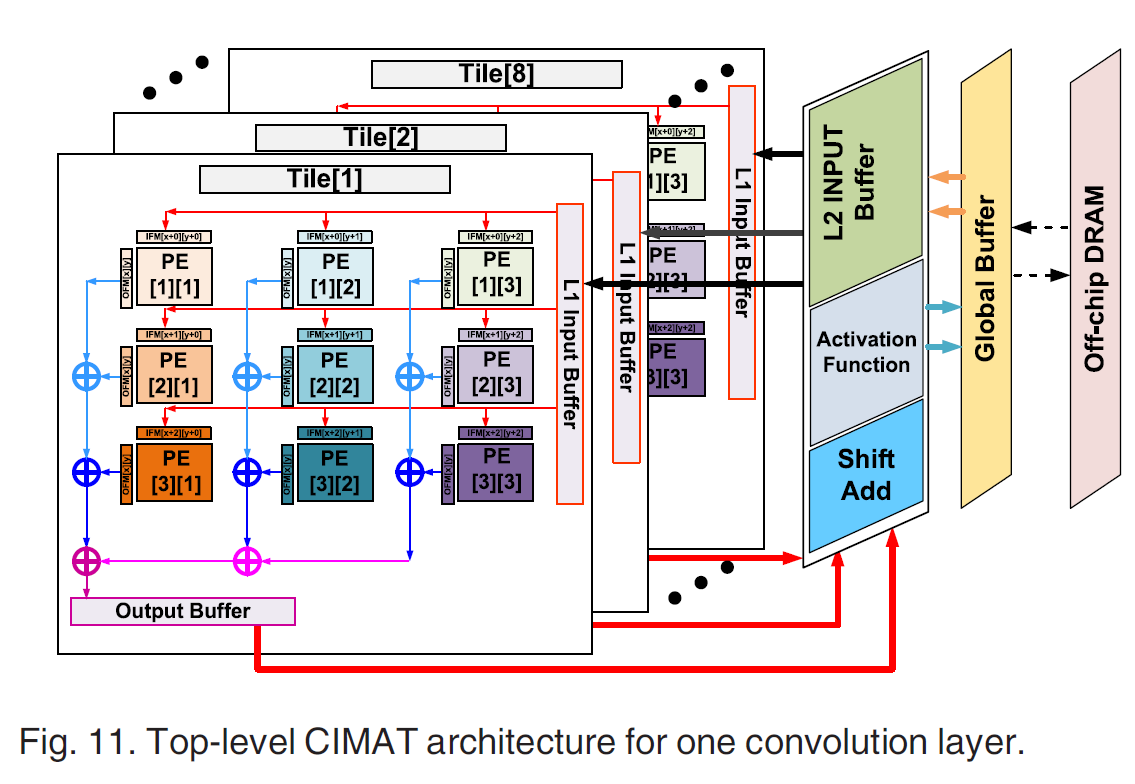 Tile[8]
IFM[x+0][y+2]
PE
][3]
L1 Input Buffer
PE
][3]
[x+2][y+2]
PE
][3]
Tile[2]
L1 Input Buffer
Tile[1]
IFM[x+0][y+0]
IFM[x+0][y+1]
IFM[x+0][y+2]
OFM[x][y]
PE
[1][1]
OFM[x][y]
PE
[1][2]
OFM[x][y]
PE
[1][3]
IFM[x+1][y+0]
IFM[x+1][y+1]
IFM[x+1][y+2]
OFM[x][y]
PE
[2][1]
OFM[x][y]
PE
[2][2]
OFM[x][y]
PE
[2][3]
IFM[x+2][y+0]
IFM[x+2][y+1]
IFM[x+2][y+2]
OFM[x][y]
PE
[3][1]
OFM[x][y]
PE
[3][2]
OFM[x][y]
PE
[3][3]
L1 Input Buffer
Output Buffer
L2 INPUT
Buffer
Activation
Function
Shift
Add
Global Buffer
Off-chip DRAM
Fig. 11. Top-level CIMAT architecture for one convolution layer.